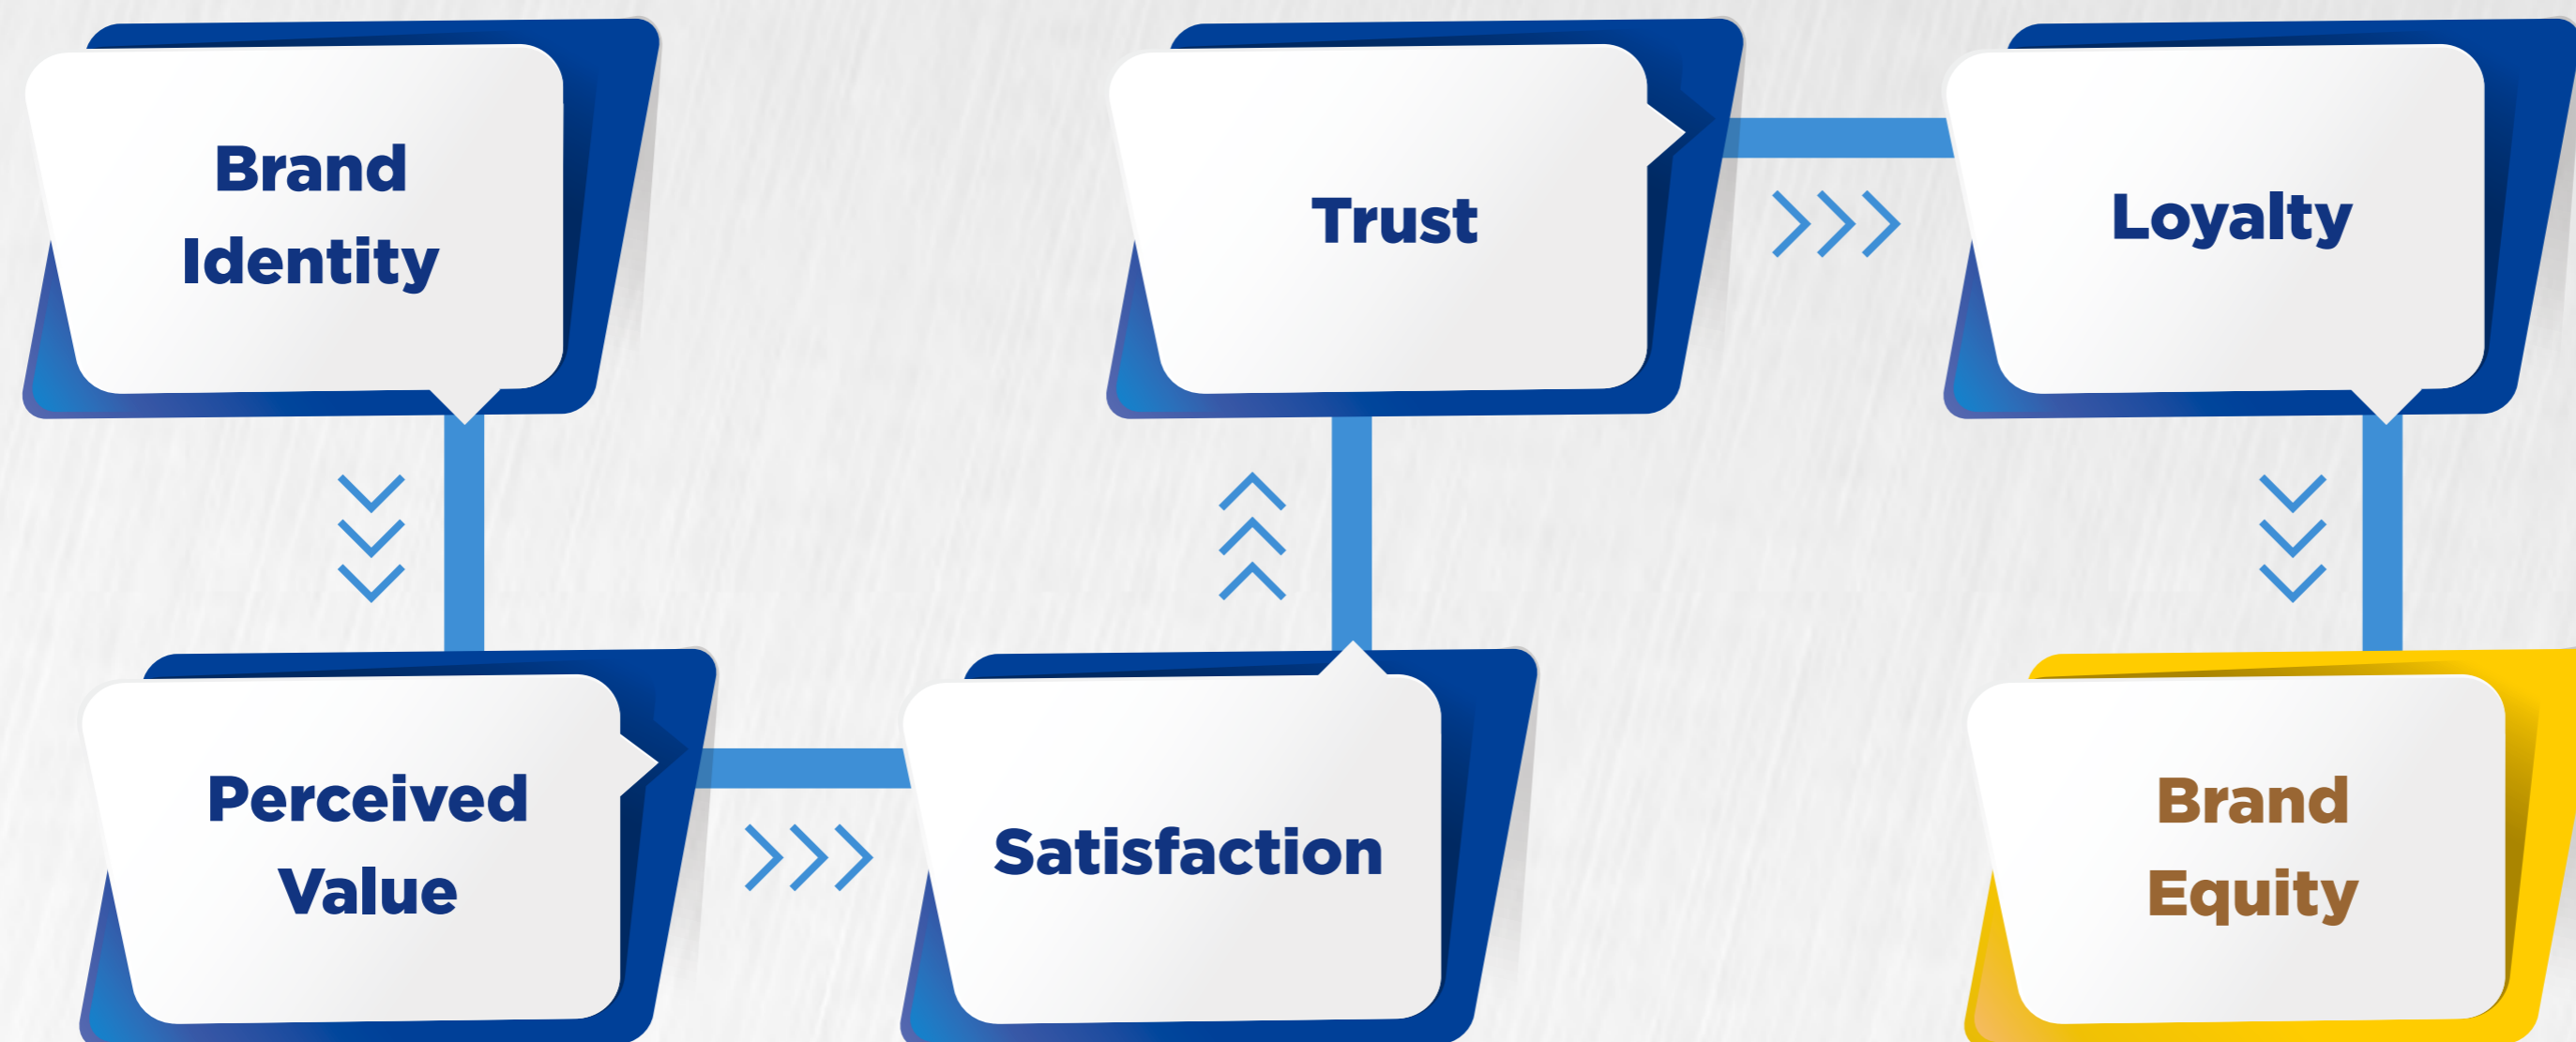 Brand
Identity
Perceived
Value
Satisfaction
Trust
Loyalty
Brand
Equity